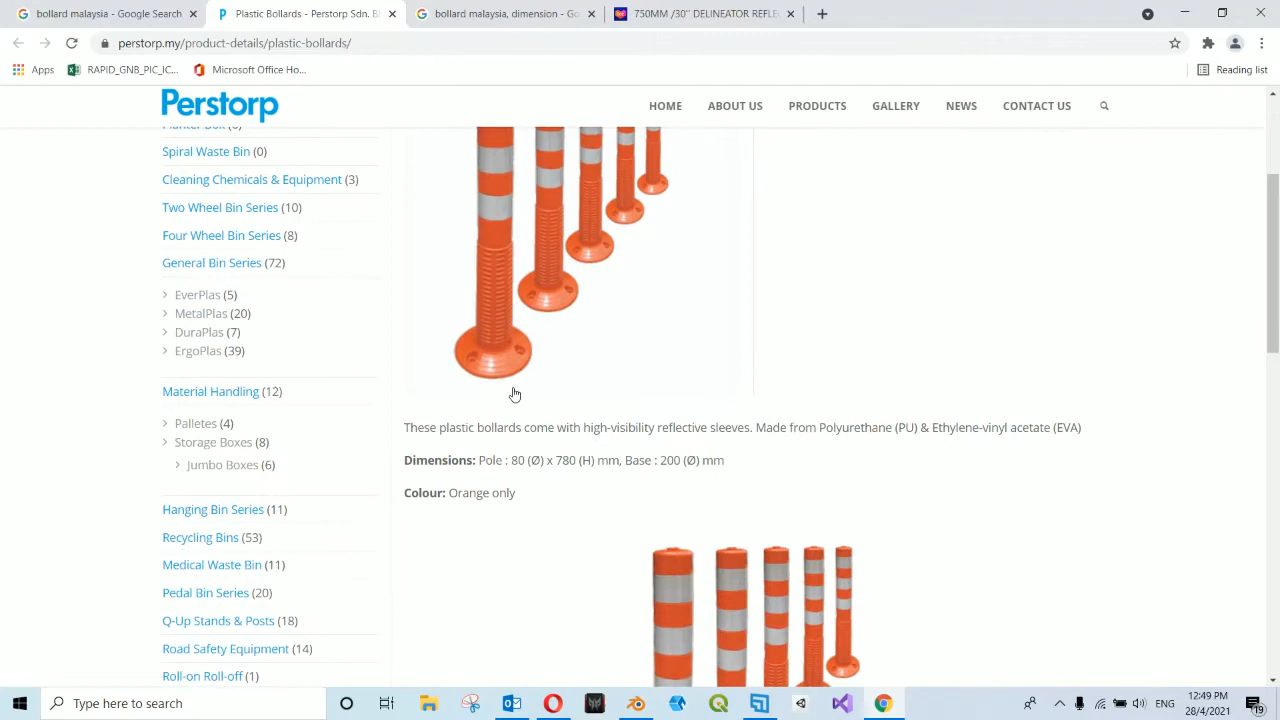 malaysia bollard - Google Search
Perstorp Sdn. Bl
bollards, dimension - Go
750MM /30'' DELINEATOR REFLE
perstorp.my/product-details/plastic-bollards/
Apps
RAPID_GNB_PIC_IC...
Microsoft Office Ho...
Reading list
Perstorp
HOME
ABOUT US
PRODUCTS
GALLERY
NEWS
CONTACT US
Planter Box (6)
Spiral Waste Bin (0)
Cleaning Chemicals & Equipment (3)
Two Wheel Bin Series (10)
Four Wheel Bin Series (8)
General Bin Series (72)
EverPlas (5)
MetalPlas (20)
DuraPlas (7)
ErgoPlas (39)
Material Handling (12)
Palletes (4)
Storage Boxes (8)
Jumbo Boxes (6)
Hanging Bin Series (11)
Recycling Bins (53)
Medical Waste Bin (11)
Pedal Bin Series (20)
Q-Up Stands & Posts (18)
Road Safety Equipment (14)
Roll-on Roll-off (1)
These plastic bollards come with high-visibility reflective sleeves. Made from Polyurethane (PU) & Ethylene-vinyl acetate (EVA)
Dimensions: Pole : 80 (Ø) x 780 (H) mm, Base : 200 (Ø) mm
Colour: Orange only
Type here to search
ENG
12:49 PM
28/4/2021
19